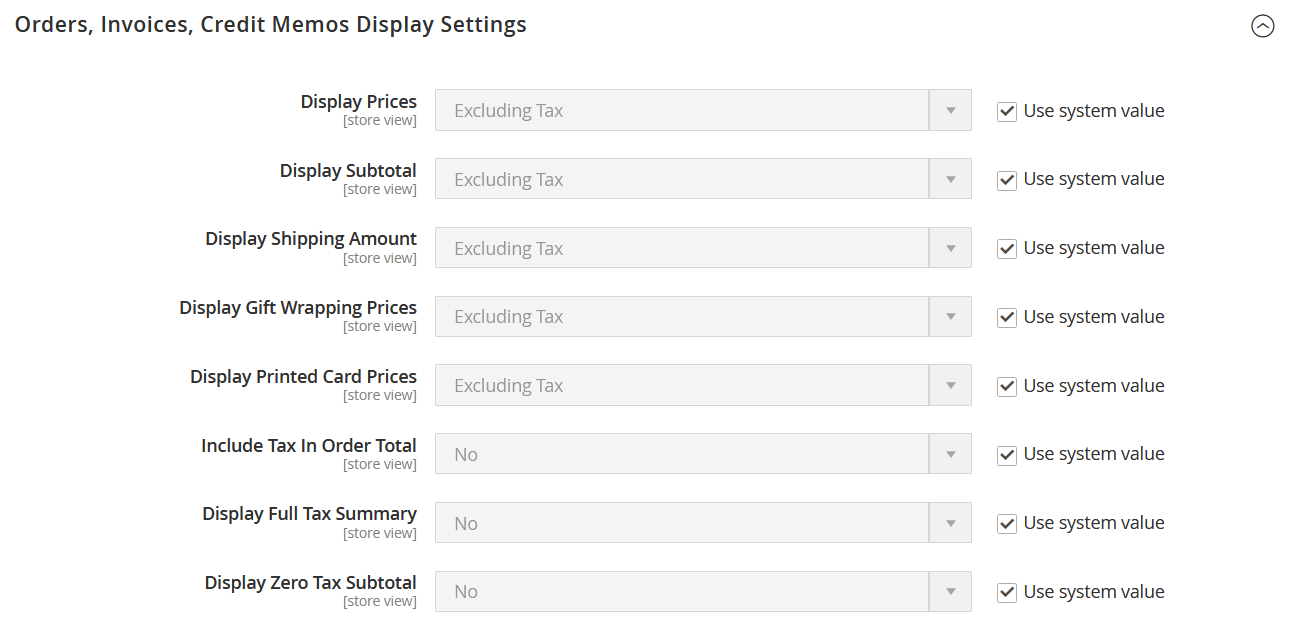 Orders, Invoices, Credit Memos Display Settings
Display Prices
[store view]
Excluding Tax
Use system value
Display Subtotal
[store view]
Excluding Tax
Use system value
Display Shipping Amount
[store view]
Excluding Tax
Use system value
Display Gift Wrapping Prices
[store view]
Excluding Tax
Use system value
Display Printed Card Prices
[store view]
Excluding Tax
Use system value
Include Tax In Order Total
[store view]
No
Use system value
Display Full Tax Summary
[store view]
No
Use system value
Display Zero Tax Subtotal
[store view]
No
Use system value